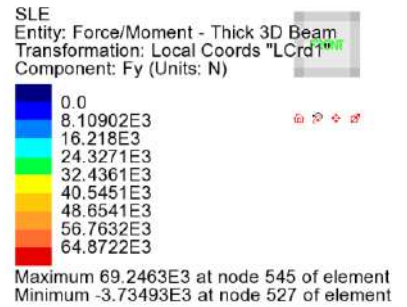 SLE
Entity: Force/Moment - Thick 3D Beam
Transformation: Local Coords "LCrd1"
Component: Fy (Units: N)
0.0
8.10902E3
16.218E3
24.3271E3
32.4361E3
40.5451E3
48.6541E3
56.7632E3
64.8722E3
Maximum 69.2463E3 at node 545 of element
Minimum -3.73493E3 at node 527 of element